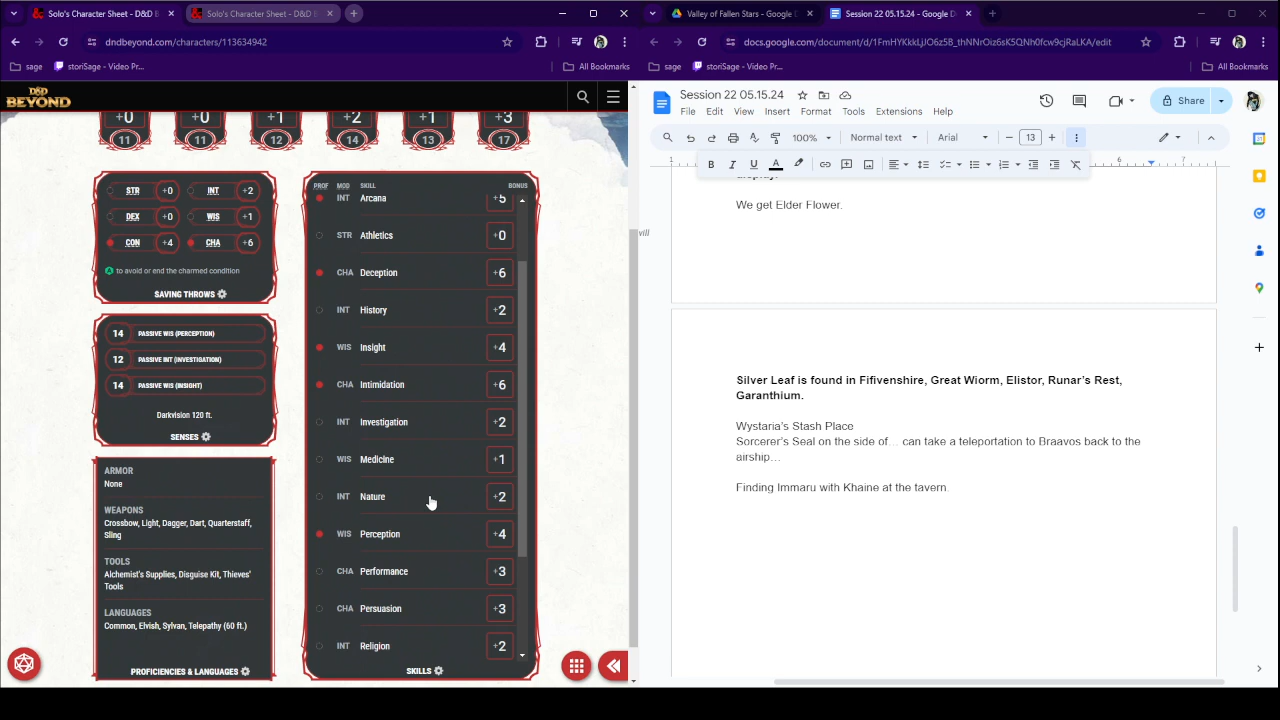 Solo's Character Sheet - D&D B
Solo's Character Sheet - D&D B
dndbeyond.com/characters/113634942
sage
storiSage - Video Pr...
All Bookmarks
D&D
BEYOND
+0
+0
+1
+2
+1
+3
11
11
12
14
13
17
STR +0
INT +2
DEX +0
WIS +1
CON +4
CHA +6
A to avoid or end the charmed condition
SAVING THROWS
14 PASSIVE WIS (PERCEPTION)
12 PASSIVE INT (INVESTIGATION)
14 PASSIVE WIS (INSIGHT)
Darkvision 120 ft.
SENSES
ARMOR
None
WEAPONS
Crossbow, Light, Dagger, Dart, Quarterstaff,
Sling
TOOLS
Alchemist's Supplies, Disguise Kit, Thieves'
Tools
LANGUAGES
Common, Elvish, Sylvan, Telepathy (60 ft.)
PROFICIENCIES & LANGUAGES
PROF MOD SKILL BONUS
INT Arcana +5
STR Athletics +0
CHA Deception +6
INT History +2
WIS Insight +4
CHA Intimidation +6
INT Investigation +2
WIS Medicine +1
INT Nature +2
WIS Perception +4
CHA Performance +3
CHA Persuasion +3
INT Religion +2
SKILLS
Valley of Fallen Stars - Google D
Session 22 05.15.24 - Google D
docs.google.com/document/d/1FmHYKkkLjJO6z5B_thNNrOiz6sK5QNh0fcw9cjRaLKA/edit
sage
storiSage - Video Pr...
All Bookmarks
Session 22 05.15.24
File Edit View Insert Format Tools Extensions Help
Share
100%
Normal text
Arial
13
B I U A
1
6
7
We get Elder Flower.
Silver Leaf is found in Fifivenshire, Great Wiorm, Elistor, Runar's Rest,
Garanthium.
Wystaria's Stash Place
Sorcerer's Seal on the side of... can take a teleportation to Braavos back to the
airship...
Finding Immaru with Khaine at the tavern.